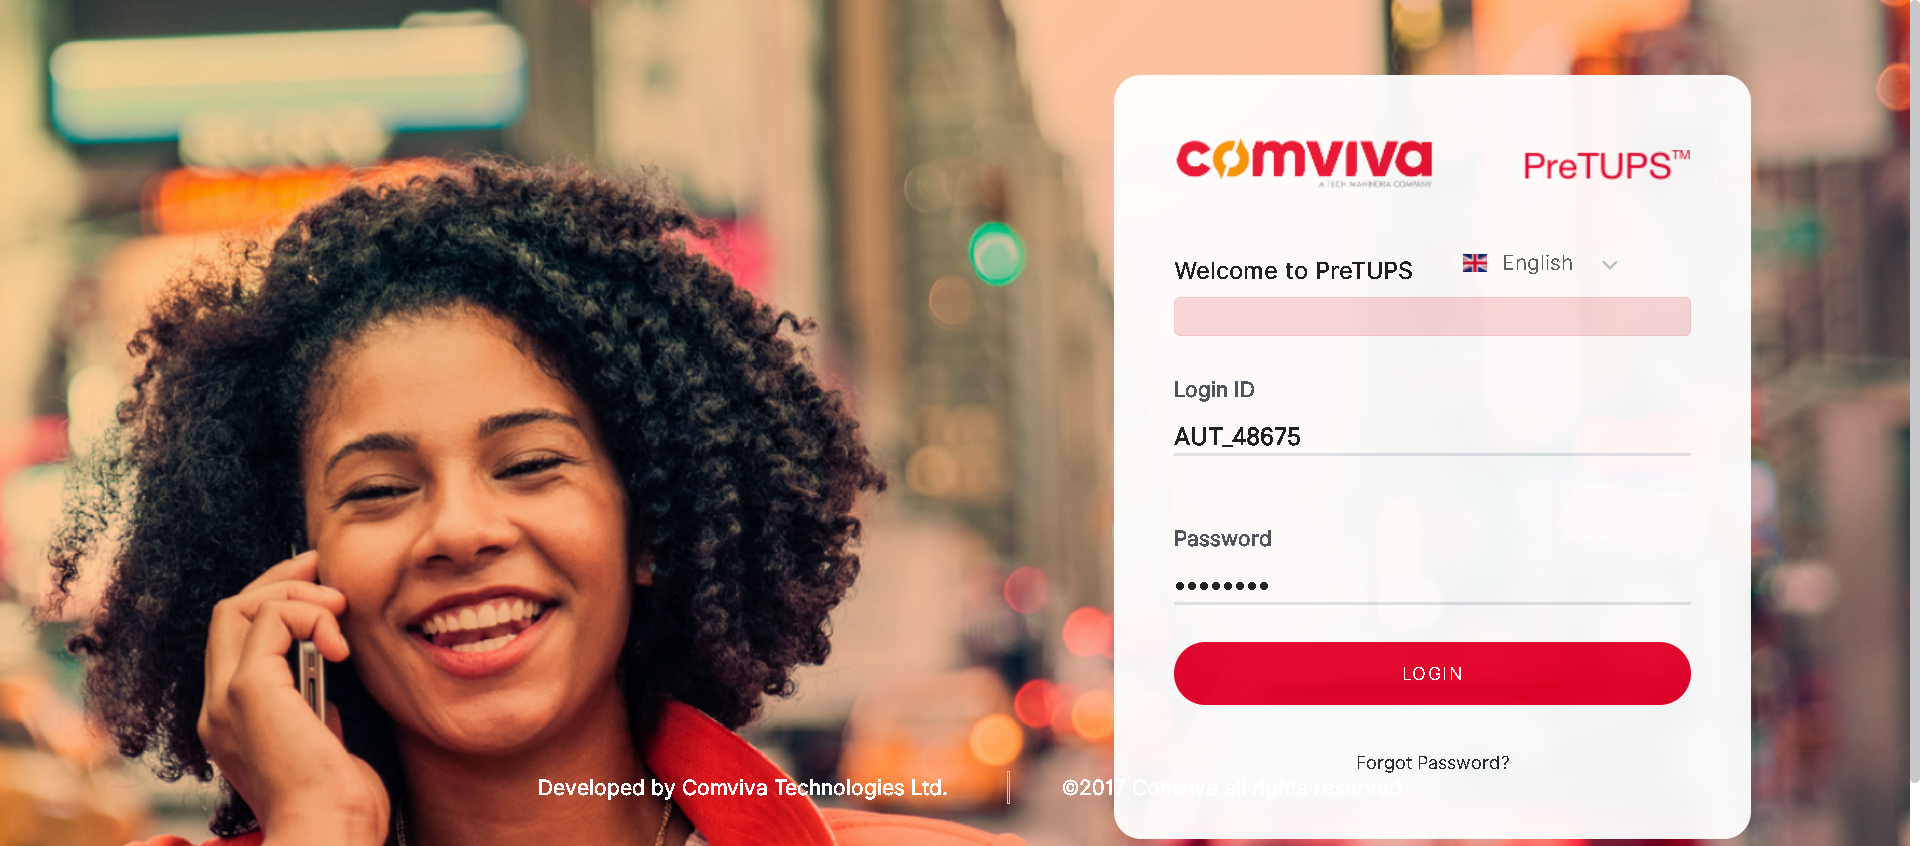 comviva
A TECH MAHINDRA COMPANY
PreTUPS™
Welcome to PreTUPS
English
Login ID
AUT_48675
Password
••••••••
LOGIN
Forgot Password?
Developed by Comviva Technologies Ltd.
©2017 Comviva all rights reserved